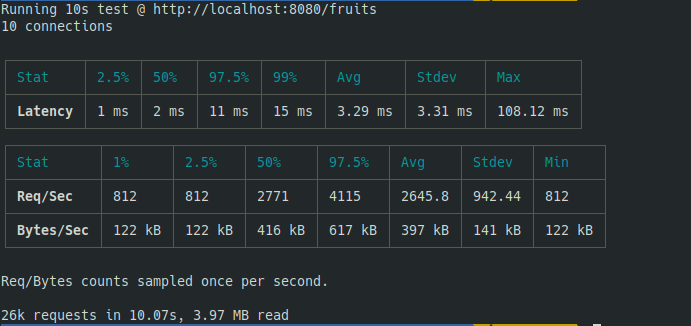 Running 10s test @ http://localhost:8080/fruits
10 connections
Stat 2.5% 50% 97.5% 99% Avg Stdev Max
Latency 1 ms 2 ms 11 ms 15 ms 3.29 ms 3.31 ms 108.12 ms
Stat 1% 2.5% 50% 97.5% Avg Stdev Min
Req/Sec 812 812 2771 4115 2645.8 942.44 812
Bytes/Sec 122 kB 122 kB 416 kB 617 kB 397 kB 141 kB 122 kB
Req/Bytes counts sampled once per second.
26k requests in 10.07s, 3.97 MB read